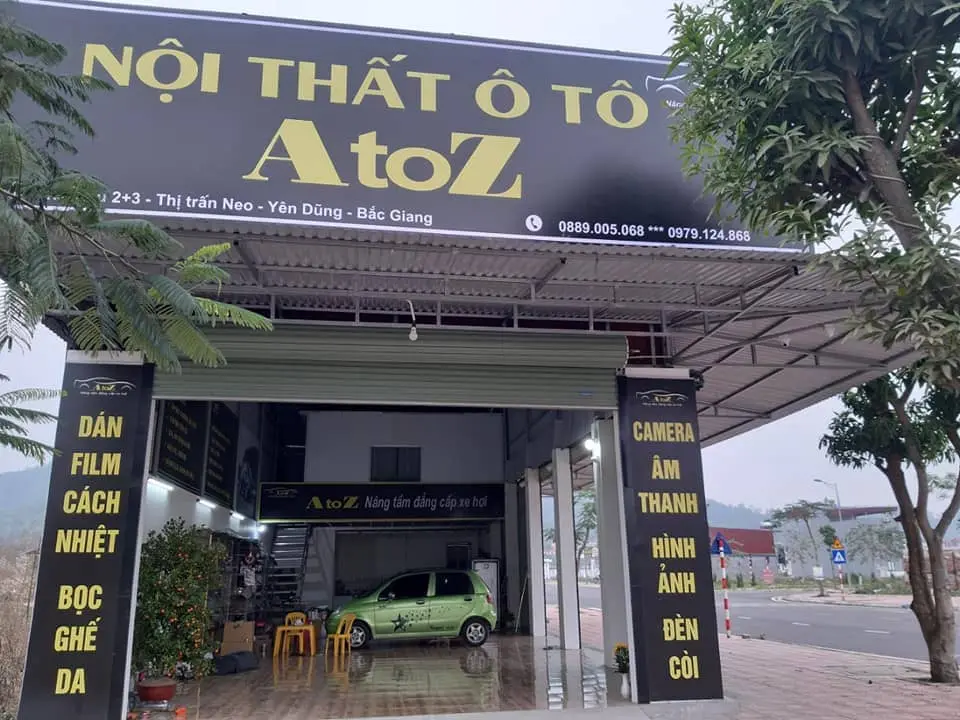 NỘI THẤT Ô TÔ
AtoZ
2+3 - Thị trấn Neo - Yên Dũng - Bắc Giang
0889.005.068 *** 0979.124.868
AtoZ
DÁN
FILM
CÁCH
NHIỆT
BỌC
GHẾ
DA
AtoZ Nâng tầm đẳng cấp xe hơi
AtoZ
CAMERA
ÂM
THANH
HÌNH
ẢNH
ĐÈN
CÒI